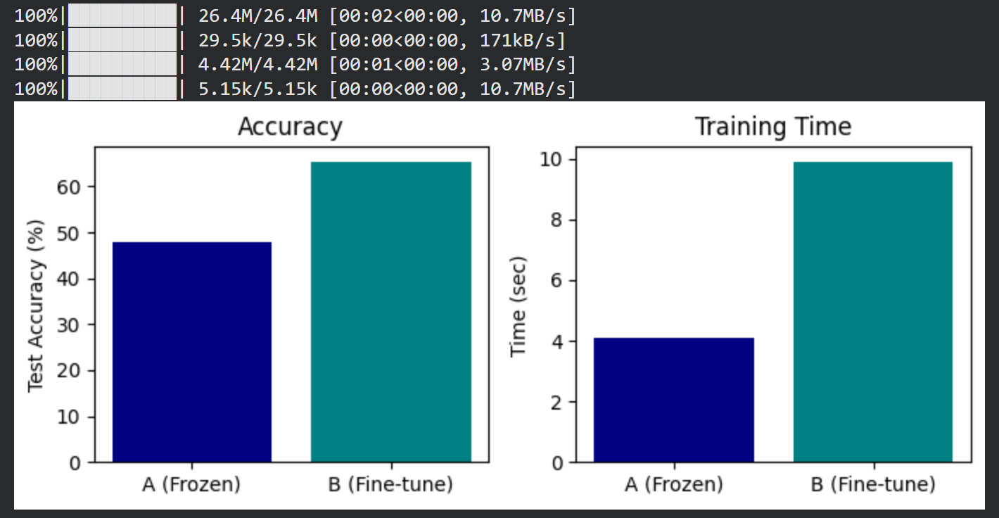 100%|██████████| 26.4M/26.4M [00:02<00:00, 10.7MB/s]
100%|██████████| 29.5k/29.5k [00:00<00:00, 171kB/s]
100%|██████████| 4.42M/4.42M [00:01<00:00, 3.07MB/s]
100%|██████████| 5.15k/5.15k [00:00<00:00, 10.7MB/s]
Accuracy
Test Accuracy (%)
60
50
40
30
20
10
0
A (Frozen) B (Fine-tune)
Training Time
Time (sec)
10
8
6
4
2
0
A (Frozen) B (Fine-tune)